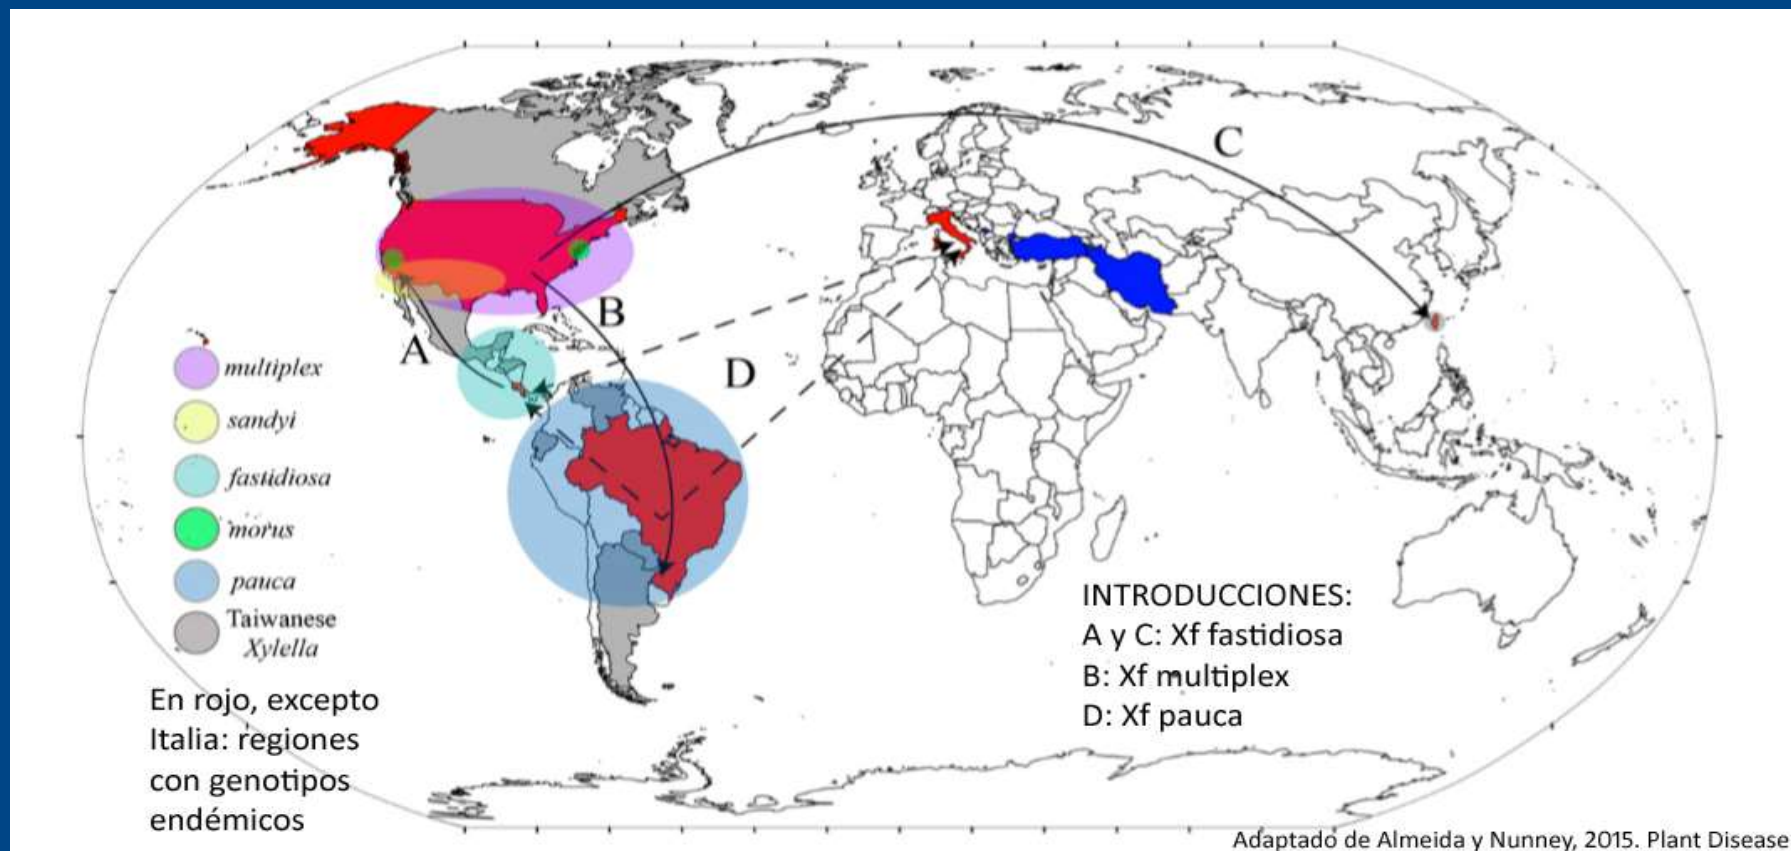 C
B
A
D
multiplex
sandyi
fastidiosa
morus
pauca
Taiwanese
Xylella
INTRODUCCIONES:
A y C: Xf fastidiosa
B: Xf multiplex
D: Xf pauca
En rojo, excepto
Italia: regiones
con genotipos
endémicos
Adaptado de Almeida y Nunney, 2015. Plant Disease